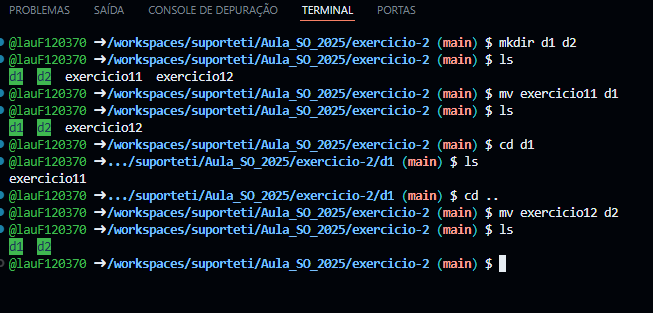 PROBLEMAS SAÍDA CONSOLE DE DEPURAÇÃO TERMINAL PORTAS
@lauF120370 ➜/workspaces/suporteti/Aula_SO_2025/exercicio-2 (main) $ mkdir d1 d2
@lauF120370 ➜/workspaces/suporteti/Aula_SO_2025/exercicio-2 (main) $ ls
d1 d2 exercicio11 exercicio12
@lauF120370 ➜/workspaces/suporteti/Aula_SO_2025/exercicio-2 (main) $ mv exercicio11 d1
@lauF120370 ➜/workspaces/suporteti/Aula_SO_2025/exercicio-2 (main) $ ls
d1 d2 exercicio12
@lauF120370 ➜/workspaces/suporteti/Aula_SO_2025/exercicio-2 (main) $ cd d1
@lauF120370 ➜.../suporteti/Aula_SO_2025/exercicio-2/d1 (main) $ ls
exercicio11
@lauF120370 ➜.../suporteti/Aula_SO_2025/exercicio-2/d1 (main) $ cd ..
@lauF120370 ➜/workspaces/suporteti/Aula_SO_2025/exercicio-2 (main) $ mv exercicio12 d2
@lauF120370 ➜/workspaces/suporteti/Aula_SO_2025/exercicio-2 (main) $ ls
d1 d2
@lauF120370 ➜/workspaces/suporteti/Aula_SO_2025/exercicio-2 (main) $